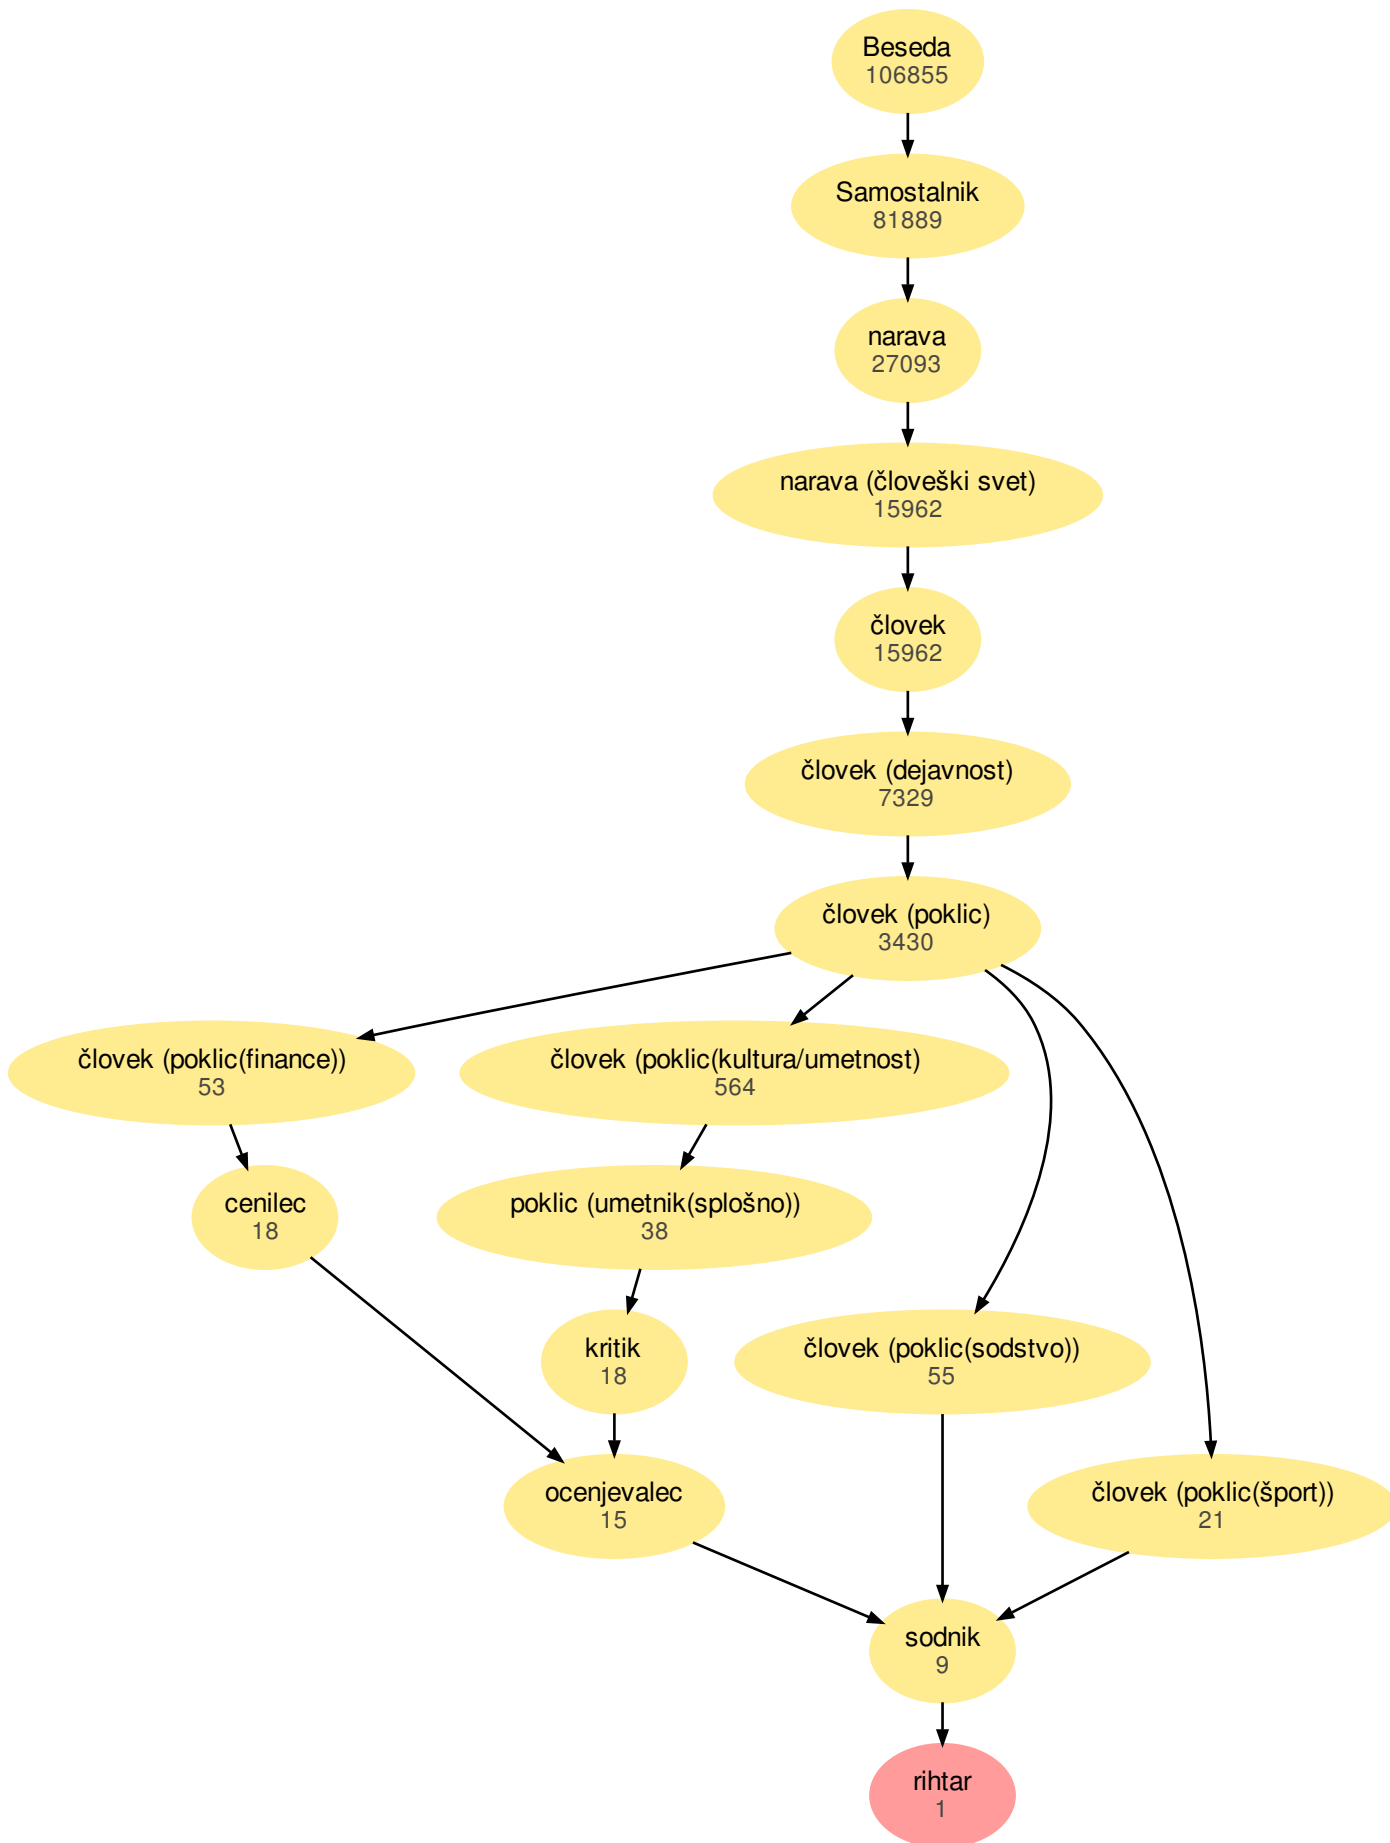 Beseda
106855
Samostalnik
81889
narava
27093
narava (človeški svet)
15962
človek
15962
človek (dejavnost)
7329
človek (poklic)
3430
človek (poklic(finance))
53
človek (poklic(kultura/umetnost)
564
cenilec
18
poklic (umetnik(splošno))
38
kritik
18
človek (poklic(sodstvo))
55
ocenjevalec
15
človek (poklic(šport))
21
sodnik
9
rihtar
1